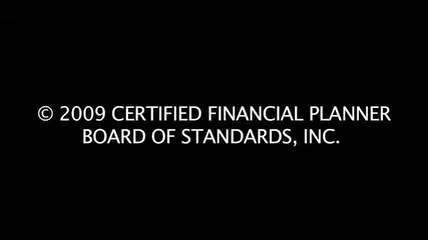 © 2009 CERTIFIED FINANCIAL PLANNER
BOARD OF STANDARDS, INC.